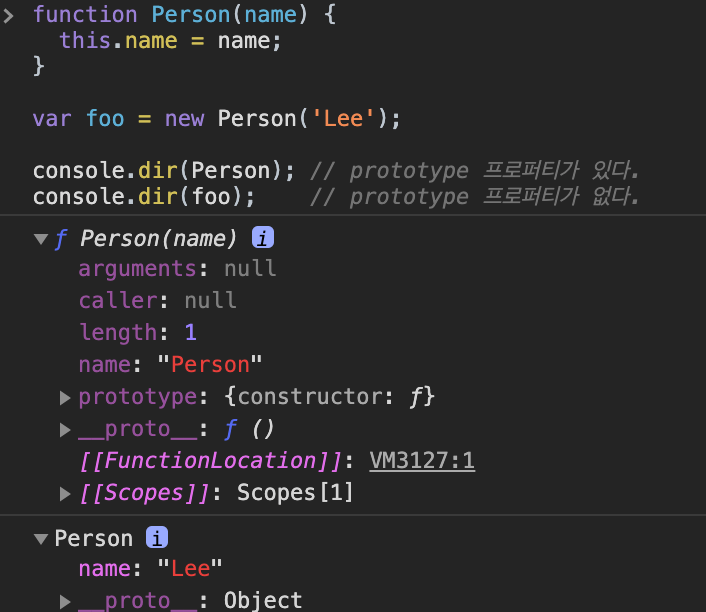 > function Person(name) {
this.name = name;
}
var foo = new Person('Lee');
console.dir(Person); // prototype 프로퍼티가 있다.
console.dir(foo); // prototype 프로퍼티가 없다.
▼ƒ Person(name) i
arguments: null
caller: null
length: 1
name: "Person"
▶prototype: {constructor: ƒ}
▶__proto__: ƒ ()
[[FunctionLocation]]: VM3127:1
▶[[Scopes]]: Scopes[1]
▼Person i
name: "Lee"
▶__proto__: Object